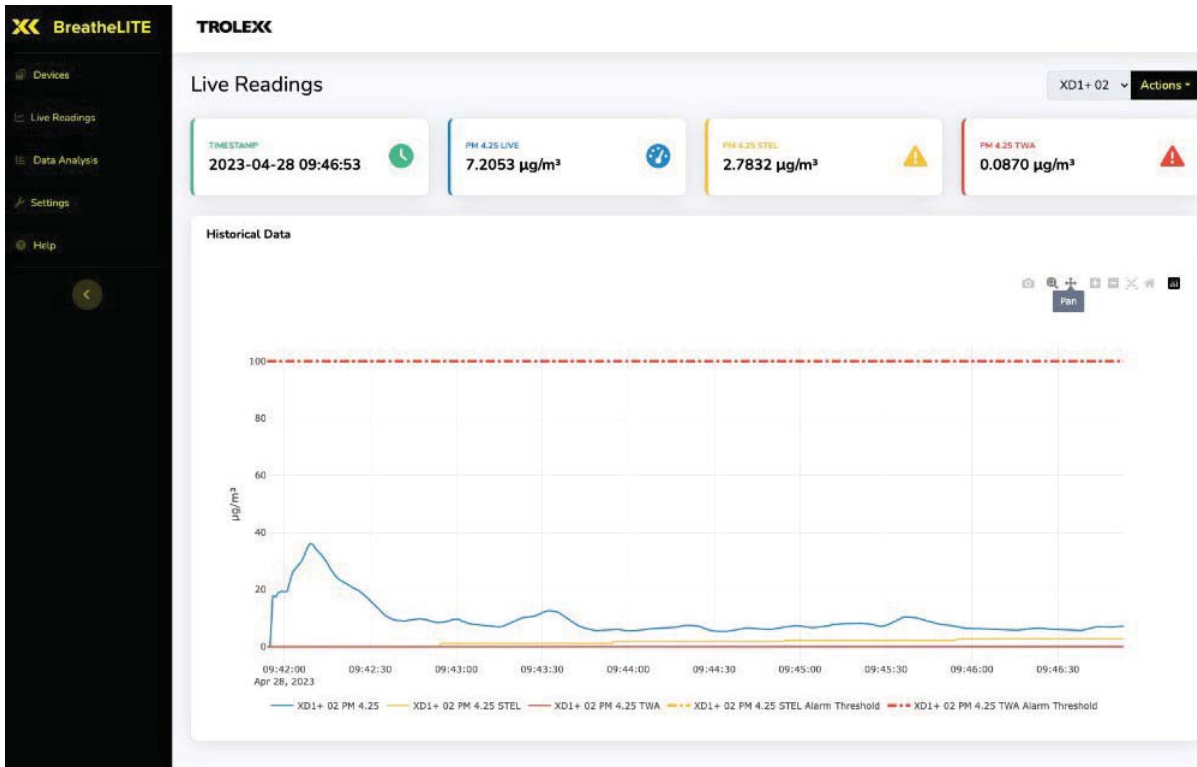 BreatheLITE
TROLEX
Devices
Live Readings
Data Analysis
Settings
Help
Live Readings
XD1+ 02
Actions
TIMESTAMP
2023-04-28 09:46:53
PM 4.25 LIVE
7.2053 µg/m³
PM 4.25 STEL
2.7832 µg/m³
PM 4.25 TWA
0.0870 µg/m³
Historical Data
Pan
100
80
60
40
20
0
µg/m³
09:42:00 09:42:30 09:43:00 09:43:30 09:44:00 09:44:30 09:45:00 09:45:30 09:46:00 09:46:30
Apr 28, 2023
XD1+ 02 PM 4.25 XD1+ 02 PM 4.25 STEL XD1+ 02 PM 4.25 TWA XD1+ 02 PM 4.25 STEL Alarm Threshold XD1+ 02 PM 4.25 TWA Alarm Threshold